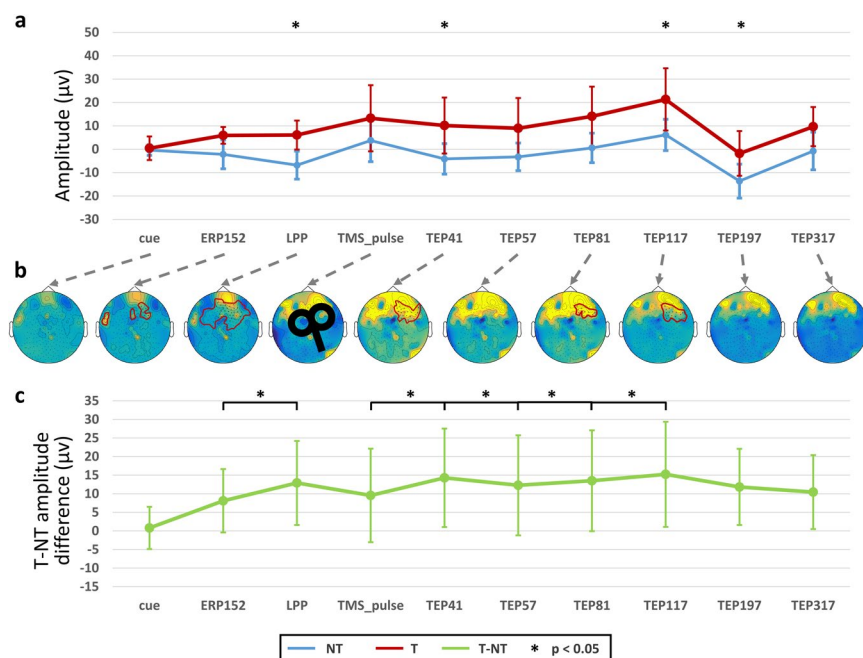 a
* * * *
50
40
30
20
10
0
-10
-20
-30
Amplitude (µv)
cue ERP152 LPP TMS_pulse TEP41 TEP57 TEP81 TEP117 TEP197 TEP317
b
c
* * * * *
35
30
25
20
15
10
5
0
-5
-10
-15
T-NT amplitude
difference (µv)
cue ERP152 LPP TMS_pulse TEP41 TEP57 TEP81 TEP117 TEP197 TEP317
NT T T-NT * p < 0.05